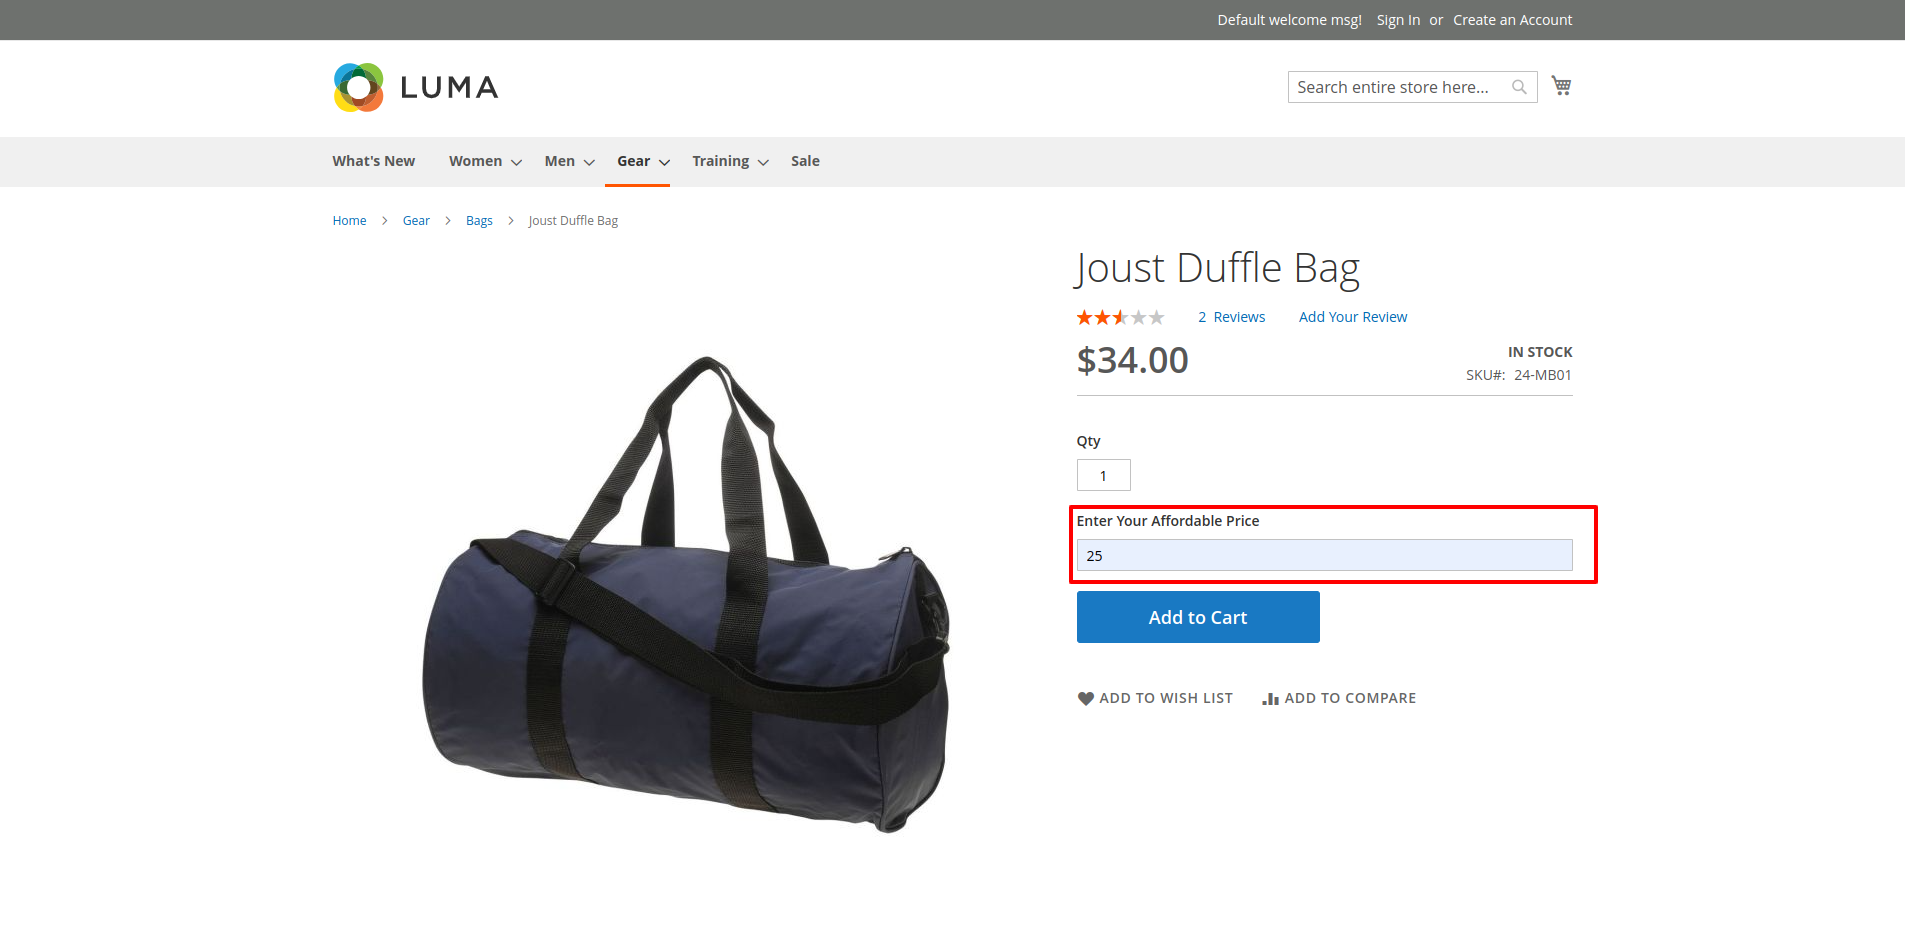 Default welcome msg! Sign In or Create an Account
LUMA
Search entire store here...
What's New Women Men Gear Training Sale
Home Gear Bags Joust Duffle Bag
Joust Duffle Bag
2 Reviews Add Your Review
$34.00
IN STOCK
SKU#: 24-MB01
Qty
1
Enter Your Affordable Price
25
Add to Cart
ADD TO WISH LIST ADD TO COMPARE